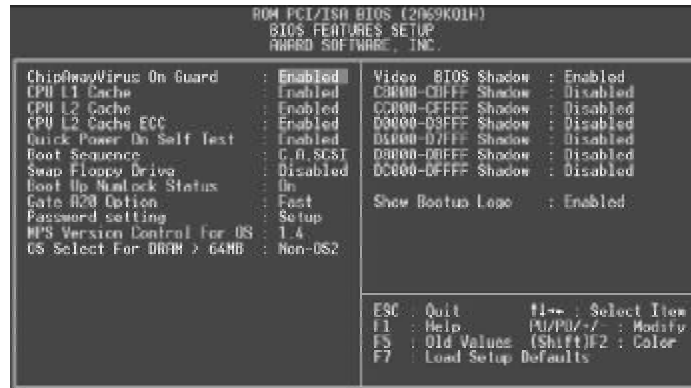 ROM PCI/ISA BIOS (2A69KQ1H)
BIOS FEATURES SETUP
AWARD SOFTWARE, INC.
ChipAwayVirus On Guard : Enabled
CPU L1 Cache : Enabled
CPU L2 Cache : Enabled
CPU L2 Cache ECC : Enabled
Quick Power On Self Test : Enabled
Boot Sequence : C,A,SCSI
Swap Floppy Drive : Disabled
Boot Up NumLock Status : On
Gate A20 Option : Fast
Password setting : Setup
MPS Version Control For OS : 1.4
OS Select For DRAM > 64MB : Non-OS2
Video BIOS Shadow : Enabled
C8000-CBFFF Shadow : Disabled
CC000-CFFFF Shadow : Disabled
D0000-D3FFF Shadow : Disabled
D4000-D7FFF Shadow : Disabled
D8000-DBFFF Shadow : Disabled
DC000-DFFFF Shadow : Disabled
Show Bootup Logo : Enabled
ESC : Quit ↑↓→← : Select Item
F1 : Help PU/PD/+/- : Modify
F5 : Old Values (Shift)F2 : Color
F7 : Load Setup Defaults